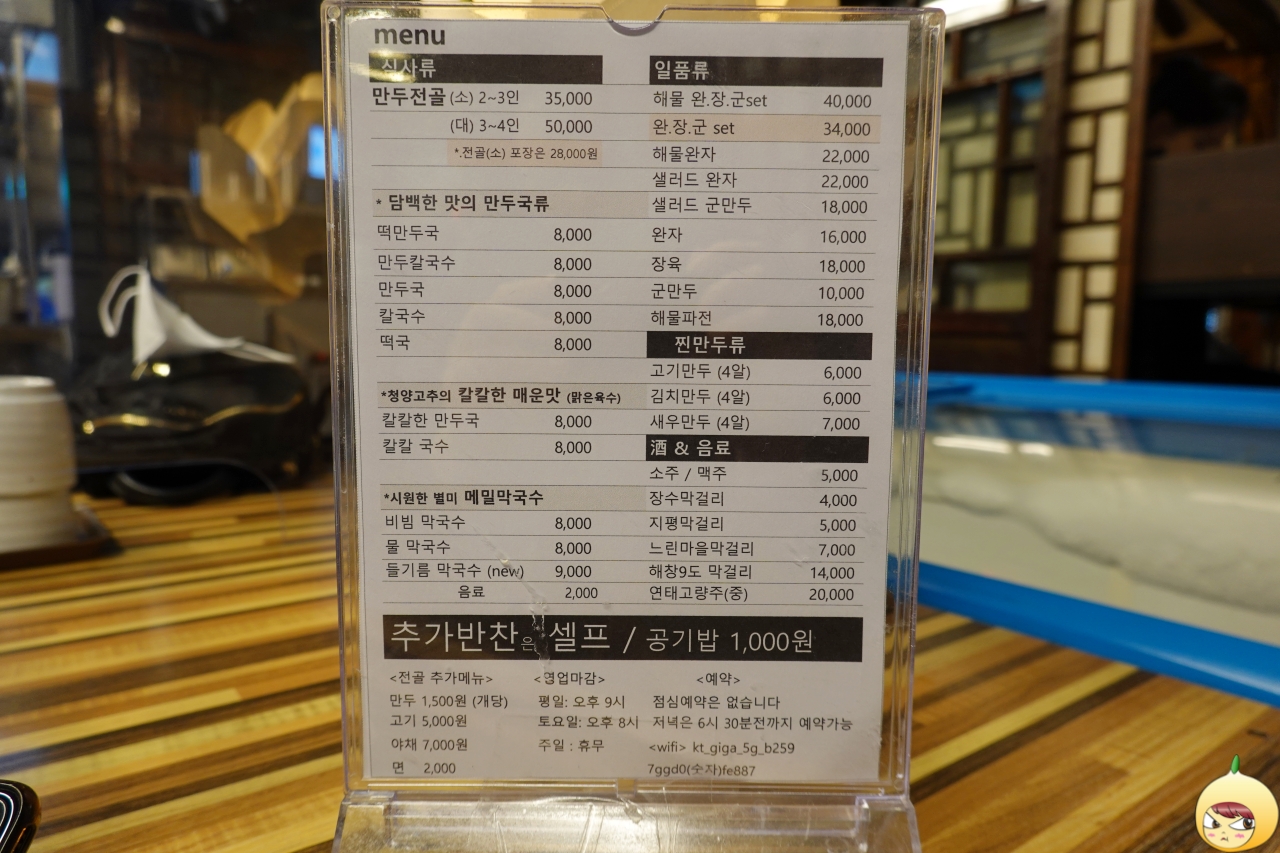 menu
식사류
만두전골 (소) 2~3인 35,000
(대) 3~4인 50,000
*.전골(소) 포장은 28,000원
* 담백한 맛의 만두국류
떡만두국 8,000
만두칼국수 8,000
만두국 8,000
칼국수 8,000
떡국 8,000
*청양고추의 칼칼한 매운맛 (맑은육수)
칼칼한 만두국 8,000
칼칼 국수 8,000
*시원한 별미 메밀막국수
비빔 막국수 8,000
물 막국수 8,000
들기름 막국수 (new) 9,000
음료 2,000
일품류
해물 완.장.군set 40,000
완.장.군 set 34,000
해물완자 22,000
샐러드 완자 22,000
샐러드 군만두 18,000
완자 16,000
장육 18,000
군만두 10,000
해물파전 18,000
찐만두류
고기만두 (4알) 6,000
김치만두 (4알) 6,000
새우만두 (4알) 7,000
酒 & 음료
소주 / 맥주 5,000
장수막걸리 4,000
지평막걸리 5,000
느린마을막걸리 7,000
해창9도 막걸리 14,000
연태고량주(중) 20,000
추가반찬은 셀프 / 공기밥 1,000원
<전골 추가메뉴>
만두 1,500원 (개당)
고기 5,000원
야채 7,000원
면 2,000
<영업마감>
평일: 오후 9시
토요일: 오후 8시
주일 : 휴무
<예약>
점심예약은 없습니다
저녁은 6시 30분전까지 예약가능
<wifi> kt_giga_5g_b259
7ggd0(숫자)fe887